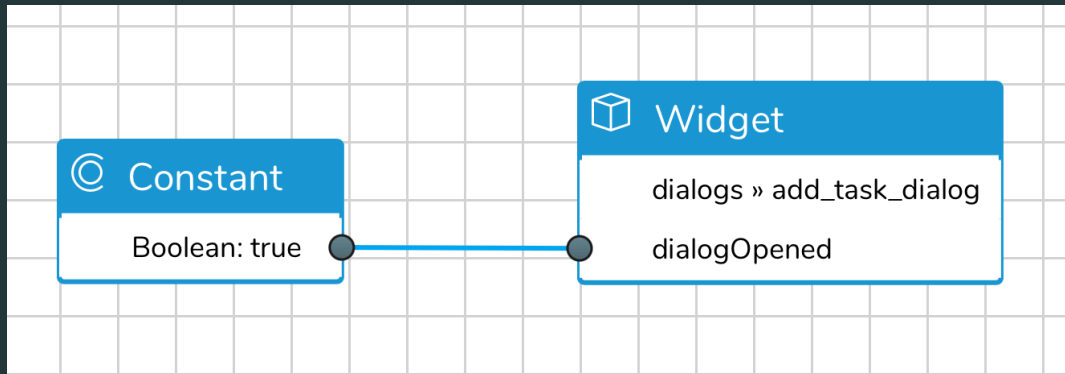 Constant
Boolean: true
Widget
dialogs » add_task_dialog
dialogOpened